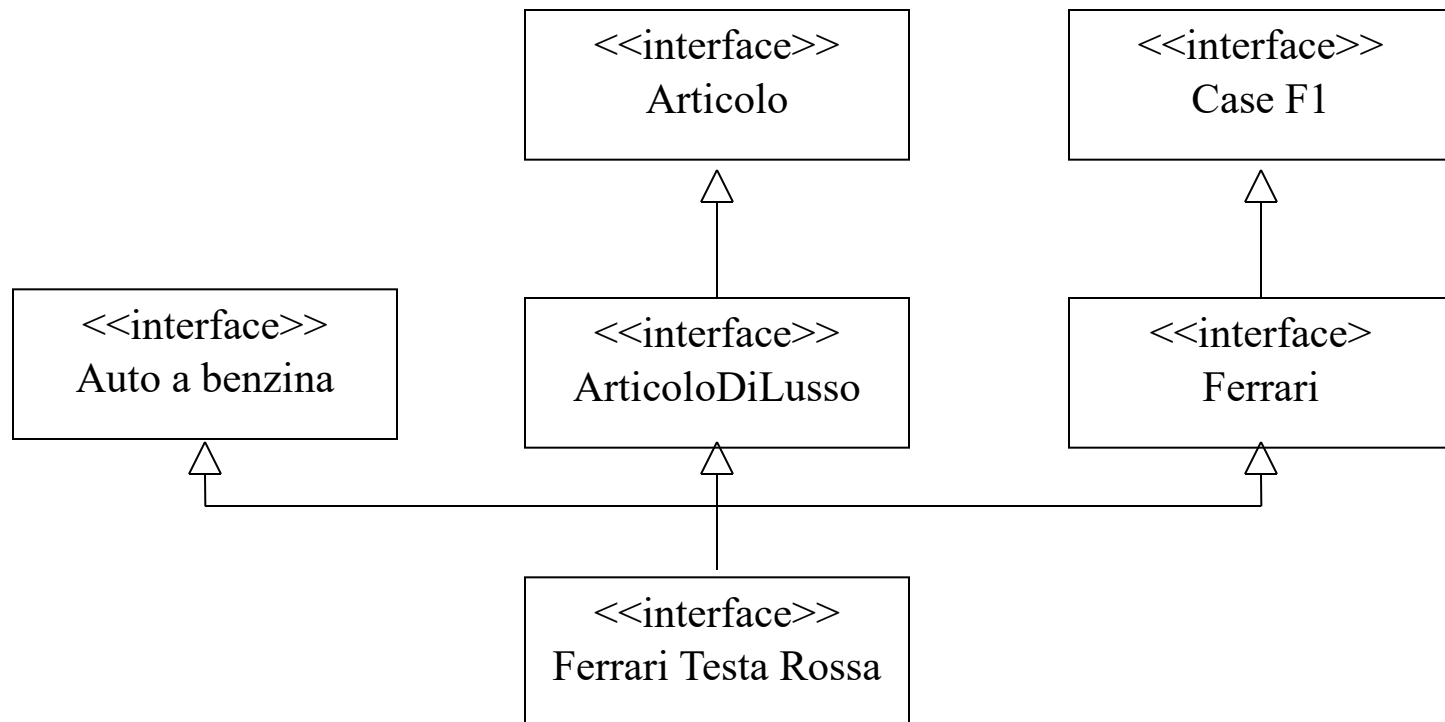 <<interface>>
Articolo
<<interface>>
Case F1
<<interface>>
Auto a benzina
<<interface>>
ArticoloDiLusso
<<interface>
Ferrari
<<interface>>
Ferrari Testa Rossa